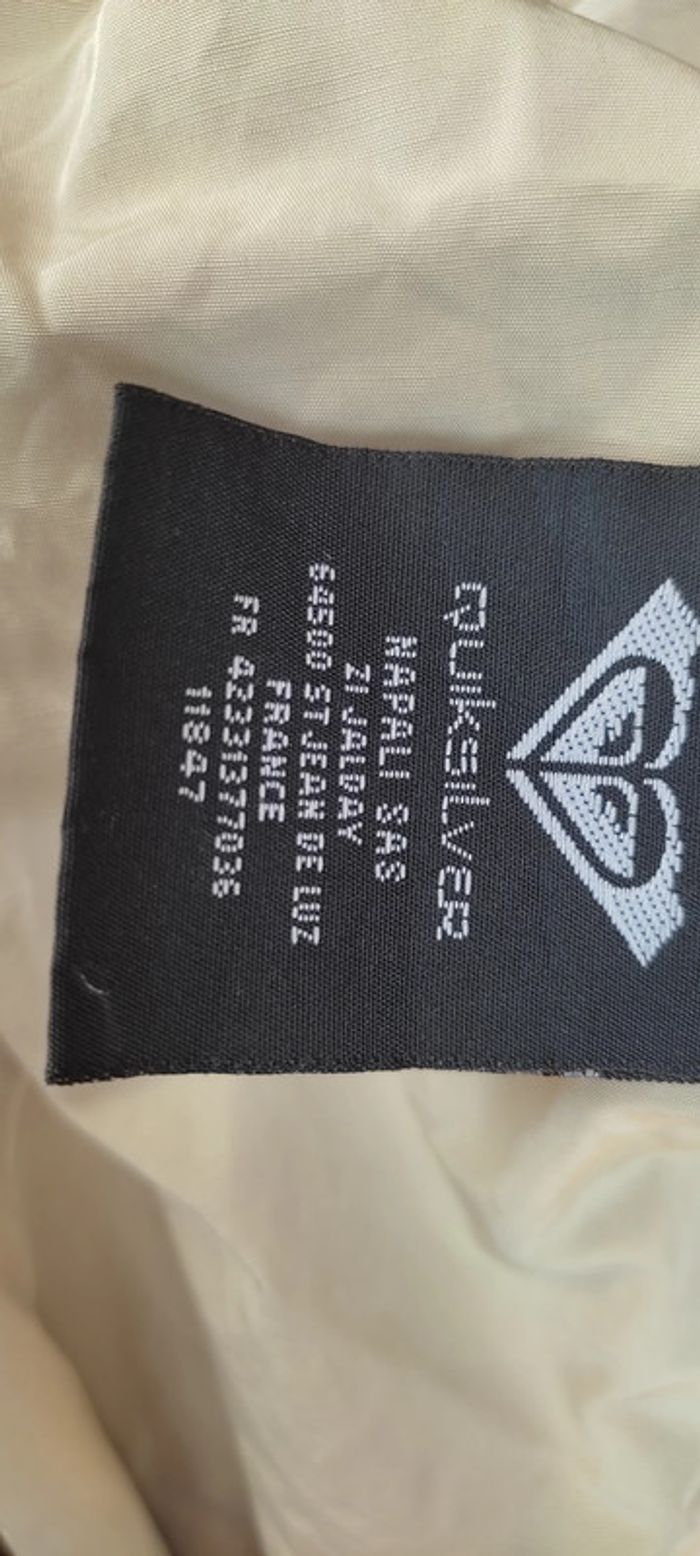 QUIKSILVER
NAPALI SAS
ZI JALDAY
64500 ST JEAN DE LUZ
FRANCE
FR 42331377036
11847